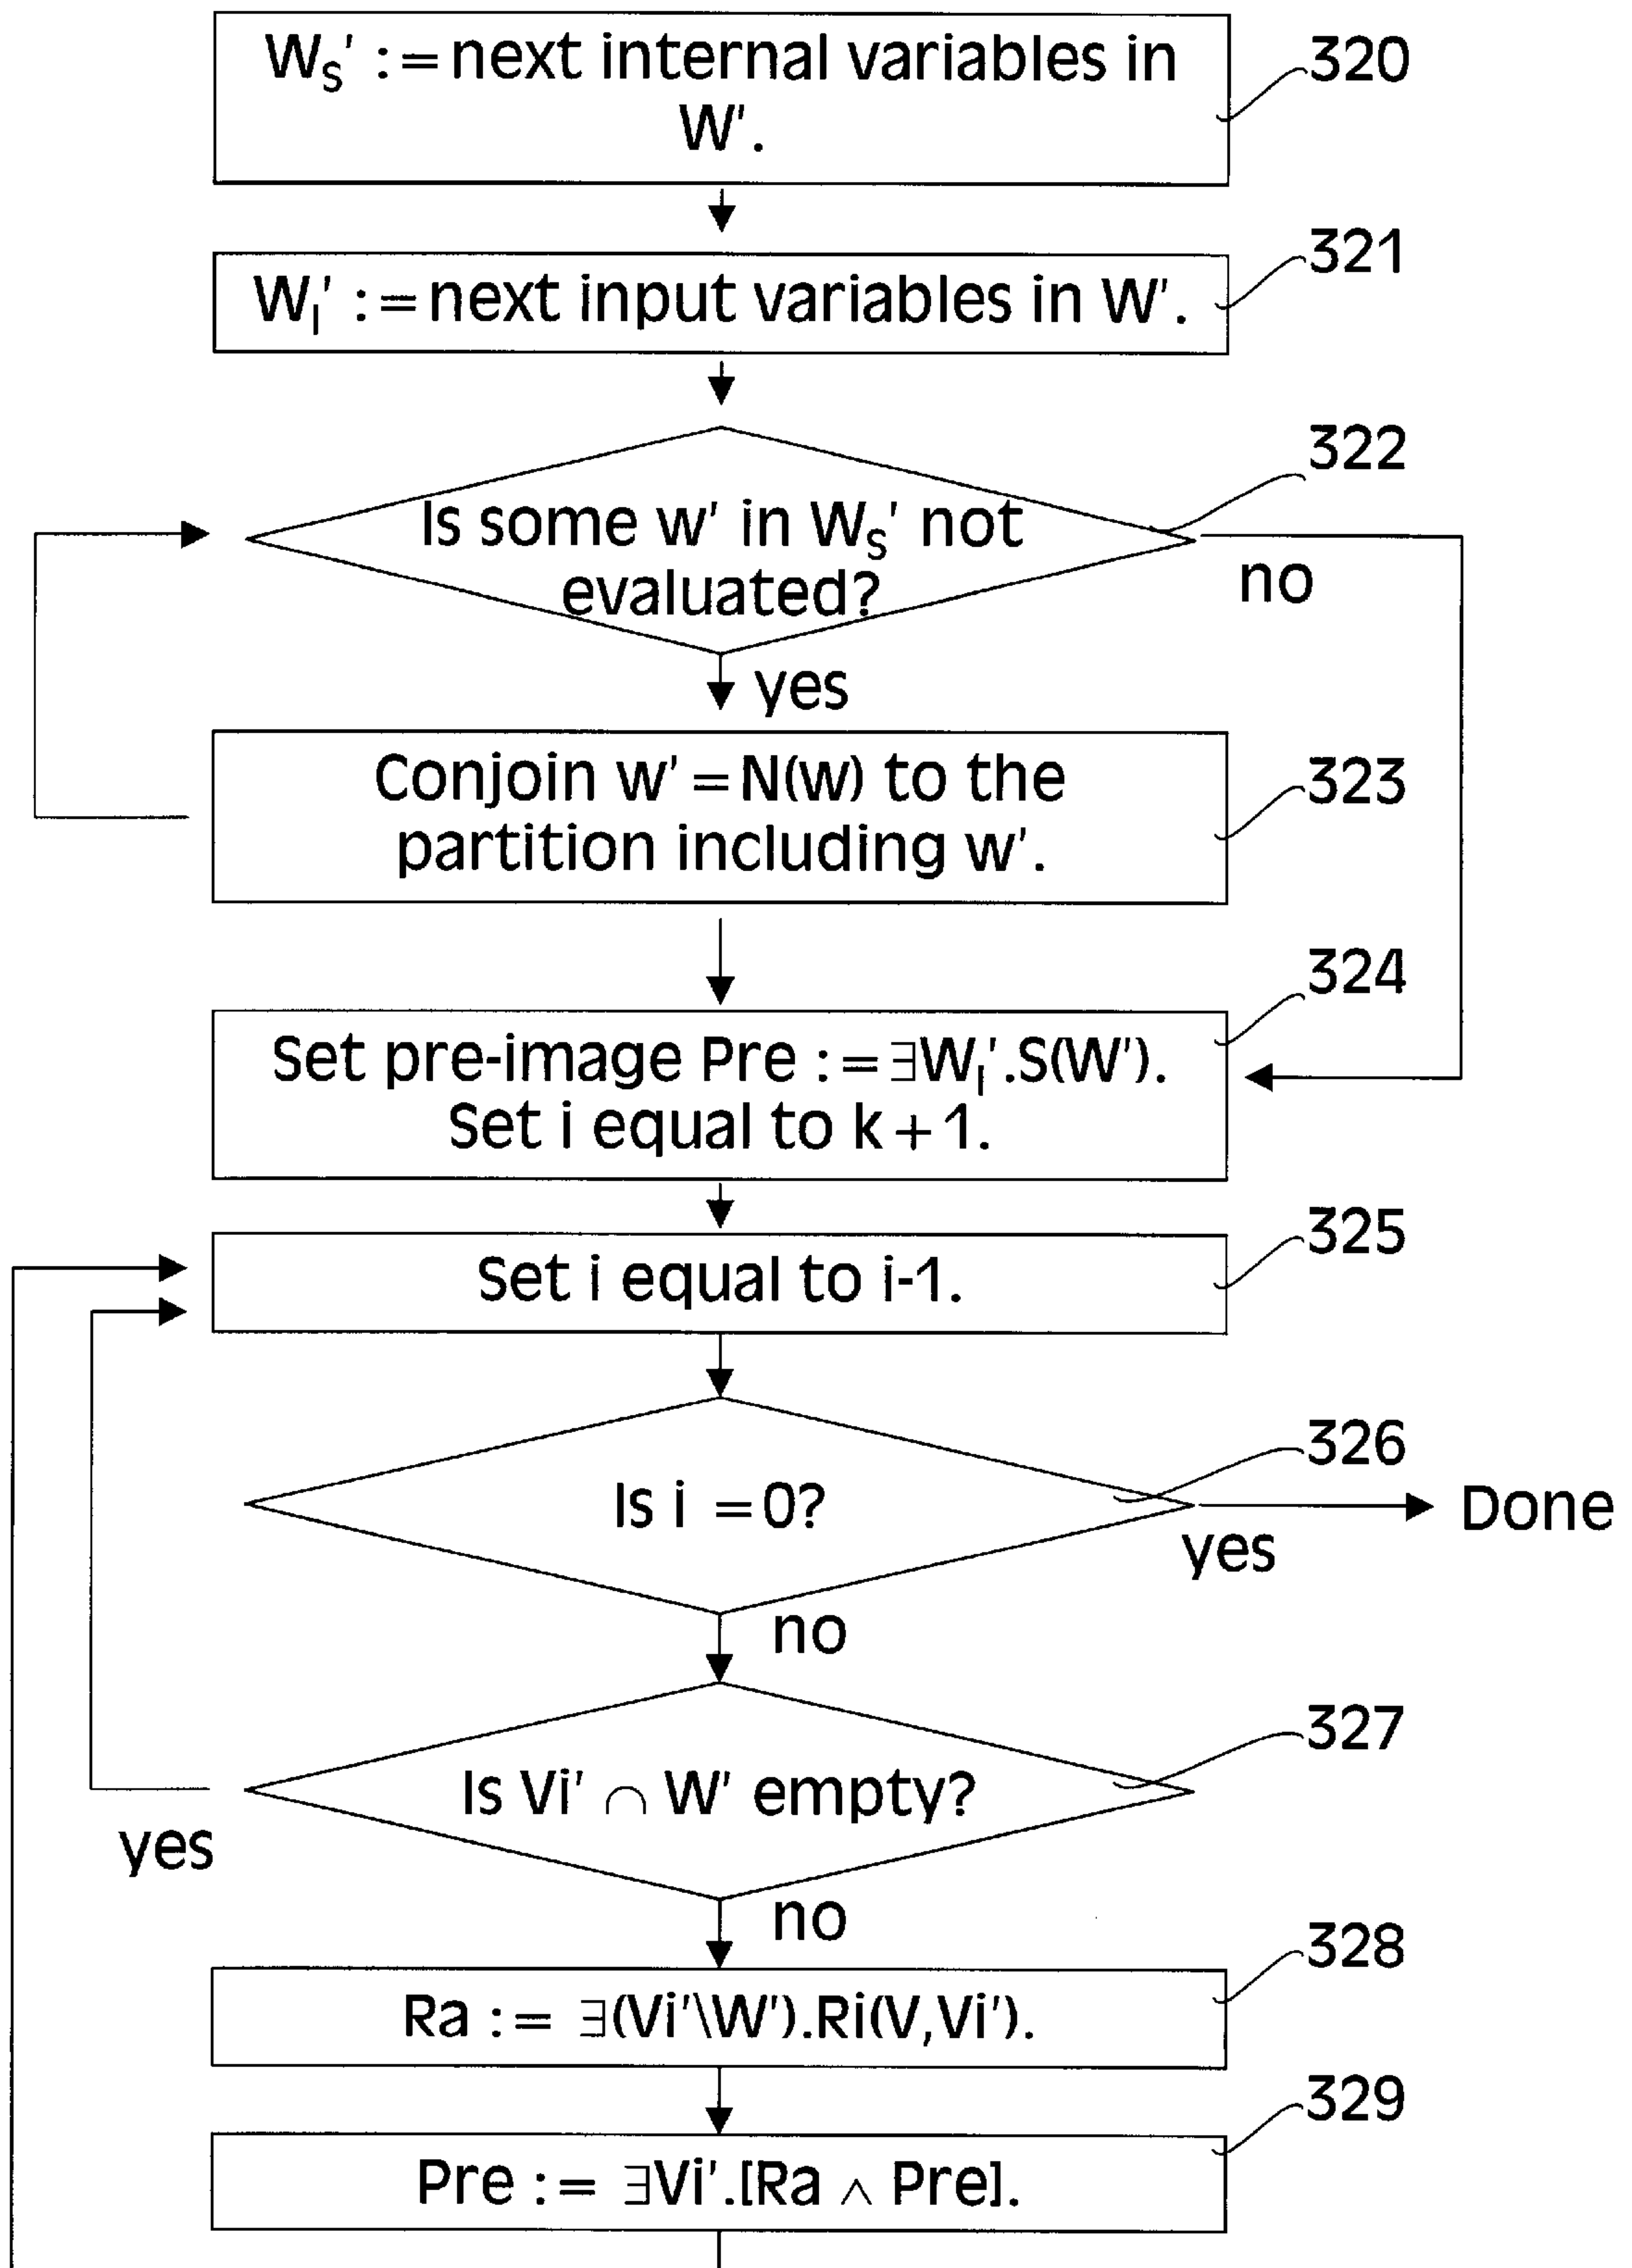 Wₛ' := next internal variables in
W'.
320
321
Wᵢ' := next input variables in W'.
322
Is some w' in Wₛ' not
evaluated?
no
yes
Conjoin w' = N(w) to the
partition including w'.
323
324
Set pre-image Pre := ∃Wᵢ'.S(W').
Set i equal to k + 1.
325
Set i equal to i-1.
326
Is i = 0?
Done
yes
no
327
Is Vi' ∩ W' empty?
yes
no
328
Ra := ∃(Vi'\W').Ri(V,Vi').
329
Pre := ∃Vi'.[Ra ∧ Pre].